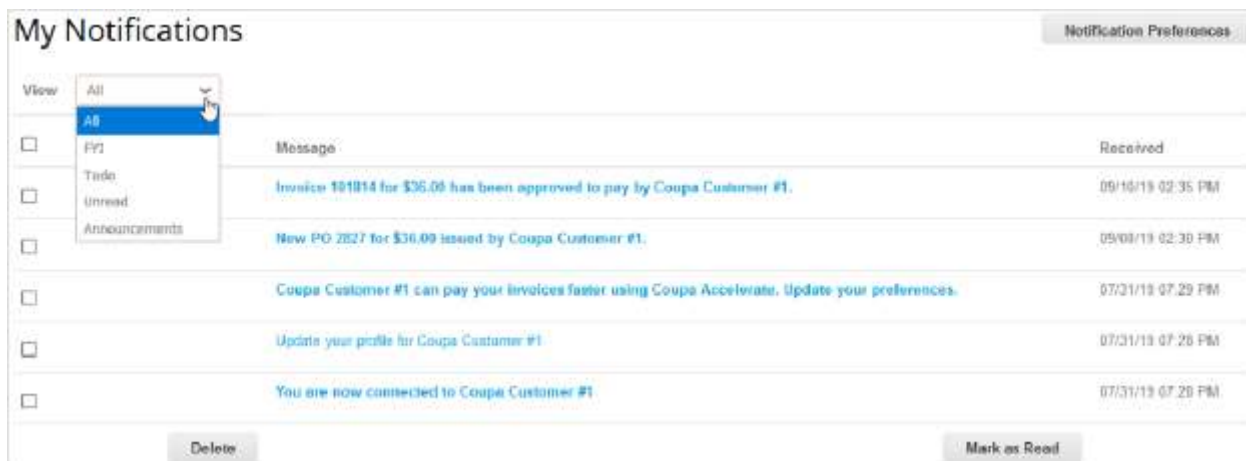 My Notifications
Notification Preferences
View All
All
FYI
Message Received
Todo
Invoice 101814 for $36.00 has been approved to pay by Coupa Customer #1. 09/10/19 02:35 PM
Unread
Announcements
New PO 2827 for $36.00 issued by Coupa Customer #1. 02:30 PM
Coupa Customer #1 can pay your invoices faster using Coupa Accelerate. Update your preferences. 07/31/19 07:29 PM
Update your profile for Coupa Customer #1 07/31/19 07:28 PM
You are now connected to Coupa Customer #1 07/31/19 07:28 PM
Delete Mark as Read